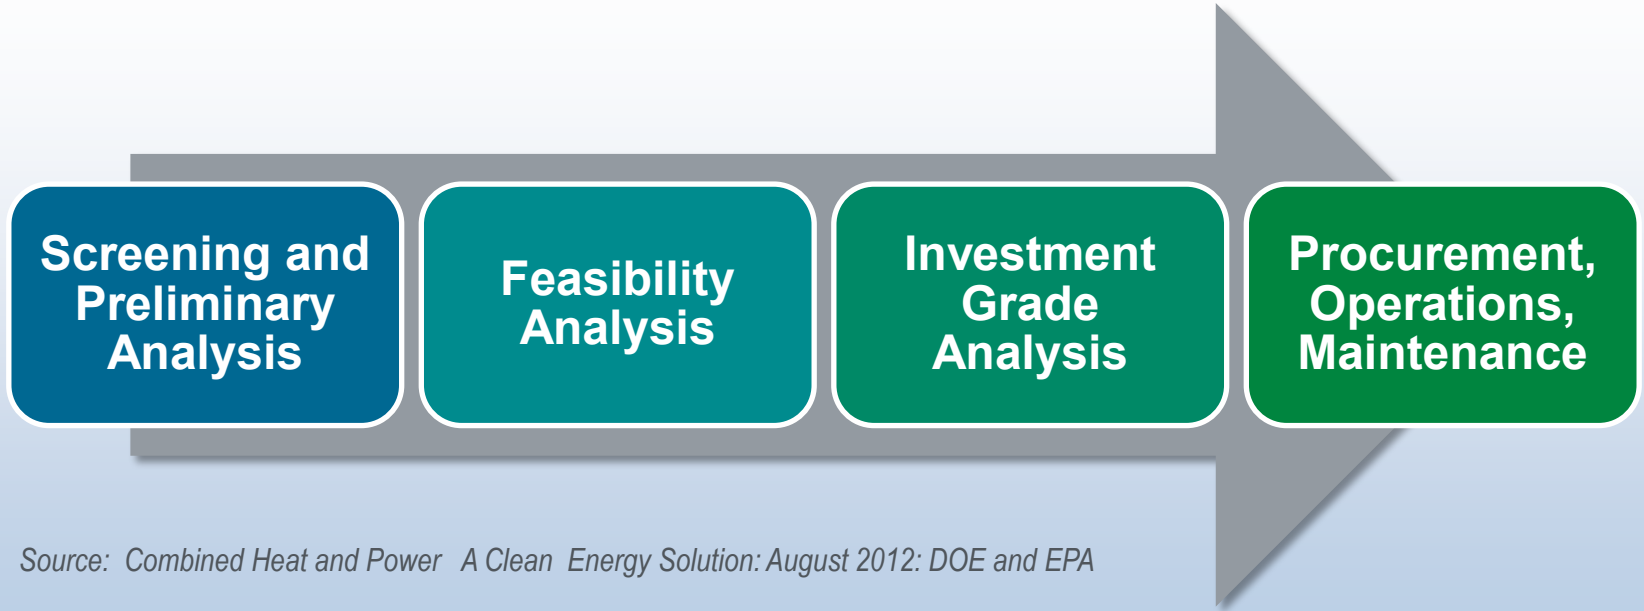 Screening and
Preliminary
Analysis
Feasibility
Analysis
Investment
Grade
Analysis
Procurement,
Operations,
Maintenance
Source:  Combined Heat and Power   A Clean  Energy Solution: August 2012: DOE and EPA